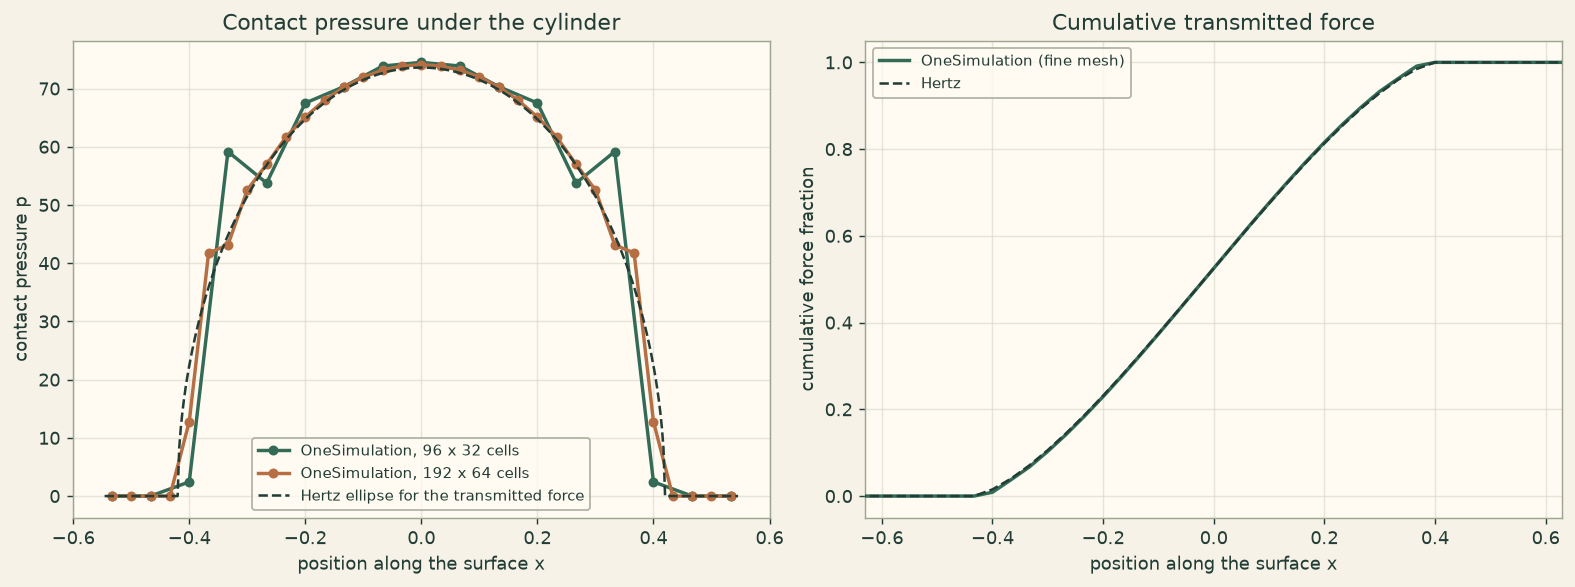 Contact pressure under the cylinder
contact pressure p
70
60
50
40
30
20
10
0
OneSimulation, 96 x 32 cells
OneSimulation, 192 x 64 cells
Hertz ellipse for the transmitted force
−0.6 −0.4 −0.2 0.0 0.2 0.4 0.6
position along the surface x
Cumulative transmitted force
cumulative force fraction
1.0
0.8
0.6
0.4
0.2
0.0
OneSimulation (fine mesh)
Hertz
−0.6 −0.4 −0.2 0.0 0.2 0.4 0.6
position along the surface x